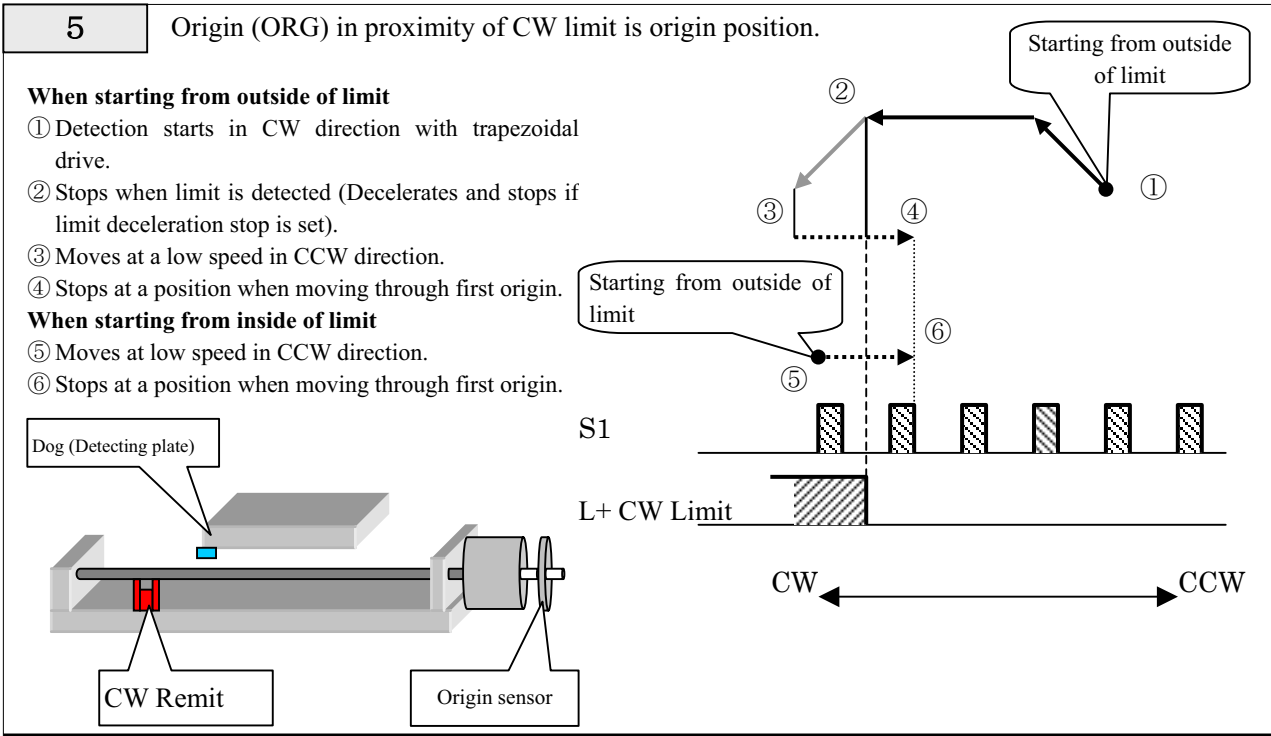 5
Origin (ORG) in proximity of CW limit is origin position.
When starting from outside of limit
① Detection starts in CW direction with trapezoidal
drive.
② Stops when limit is detected (Decelerates and stops if
limit deceleration stop is set).
③ Moves at a low speed in CCW direction.
④ Stops at a position when moving through first origin.
When starting from inside of limit
⑤ Moves at low speed in CCW direction.
⑥ Stops at a position when moving through first origin.
Dog (Detecting plate)
CW Remit
Origin sensor
Starting from outside
of limit
②
①
③
④
Starting from outside of
limit
⑥
⑤
S1
L+ CW Limit
CW
CCW